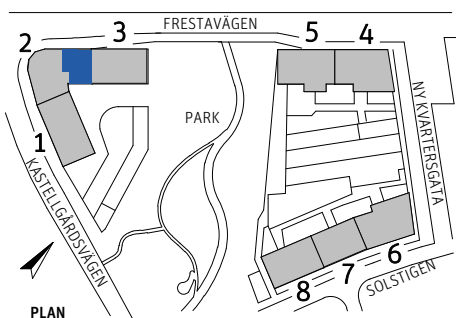 FRESTAVÄGEN
2
3
5
4
1
PARK
NY KVARTERSGATA
KASTELLGÅRDSVÄGEN
6
7
8
SOLSTIGEN
PLAN